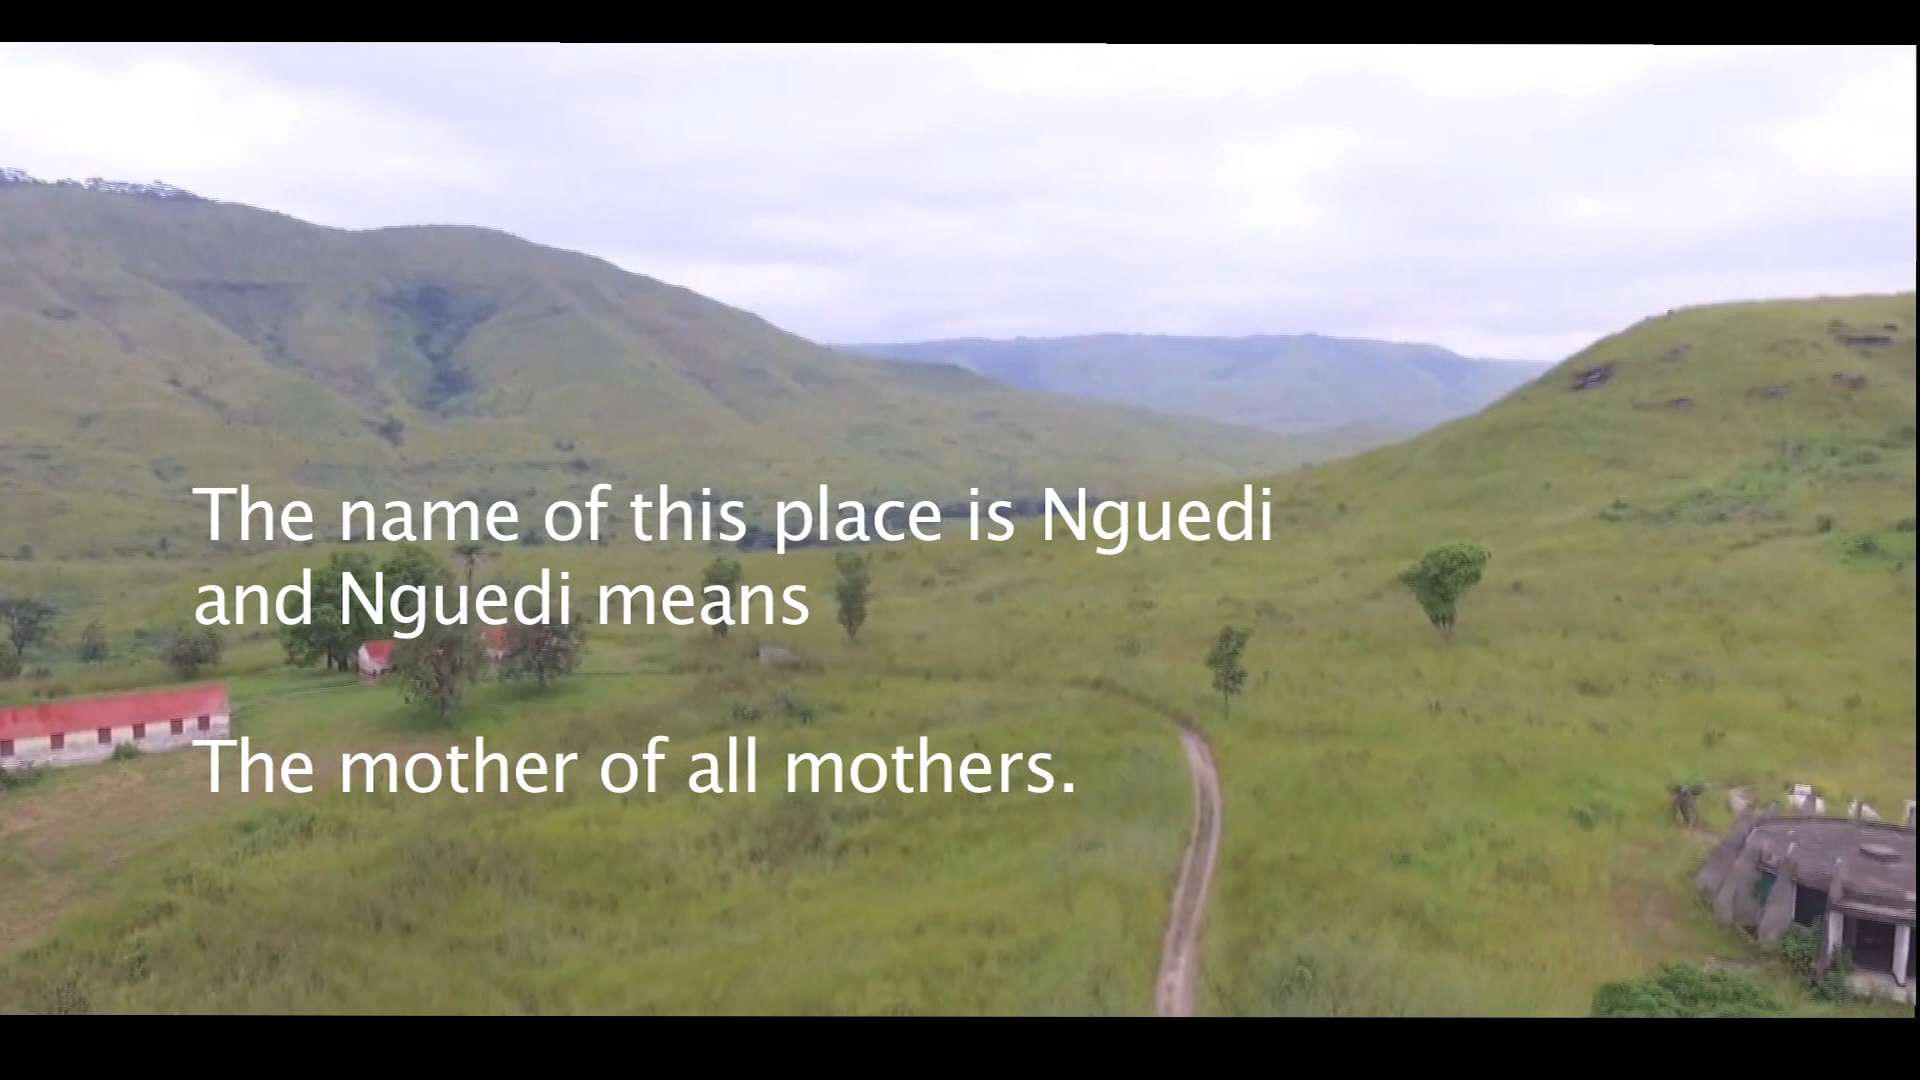 The name of this place is Nguedi
and Nguedi means
The mother of all mothers.